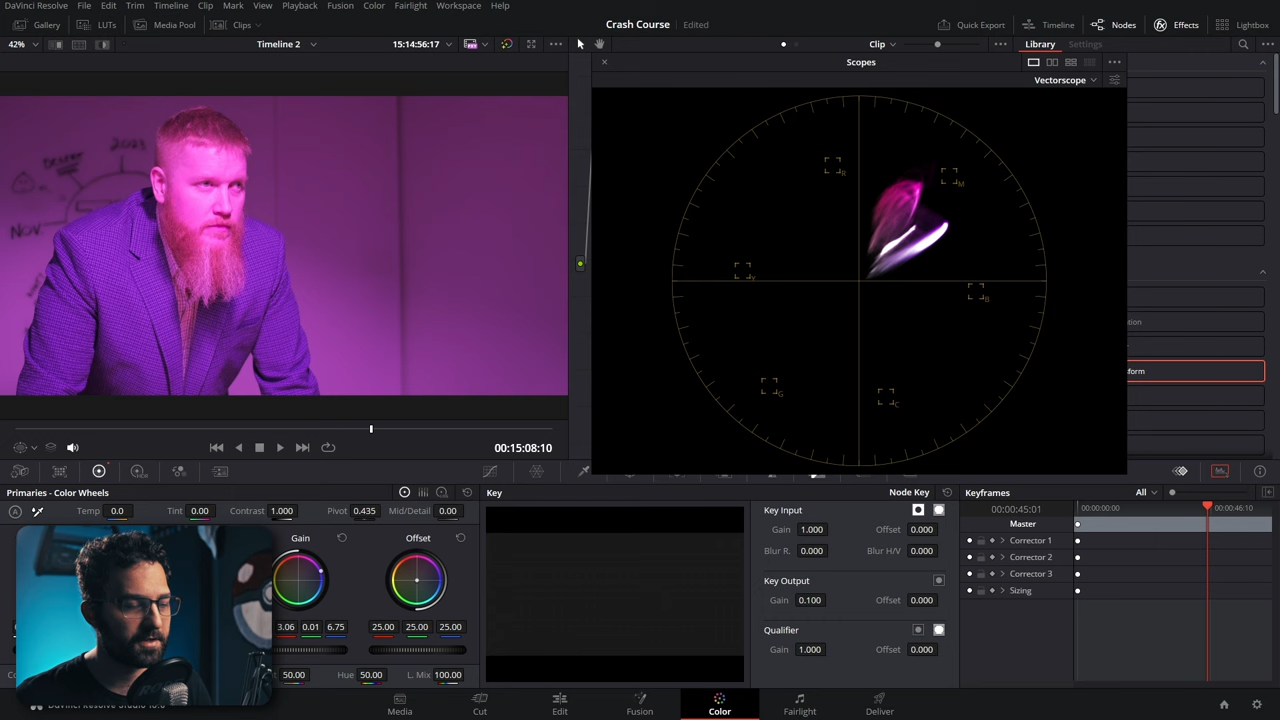 DaVinci Resolve File Edit Trim Timeline Clip Mark View Playback Fusion Color Fairlight Workspace Help
Gallery LUTs Media Pool Clips Crash Course Edited Quick Export Timeline Nodes Effects Lightbox
42% Timeline 2 15:14:56:17 Clip Library Settings
Scopes
Vectorscope
R
M
Y
B
G
C
2023
NOV
form
00:15:08:10
Primaries - Color Wheels
Temp 0.0 Tint 0.00 Contrast 1.000 Pivot 0.435 Mid/Detail 0.00
Gain Offset
3.06 0.01 6.75 25.00 25.00 25.00
50.00 Hue 50.00 L. Mix 100.00
Key Node Key
Key Input
Gain 1.000 Offset 0.000
Blur R. 0.000 Blur H/V 0.000
Key Output
Gain 0.100 Offset 0.000
Qualifier
Gain 1.000 Offset 0.000
Keyframes All
00:00:45:01 00:00:00:00 00:00:46:10
Master
Corrector 1
Corrector 2
Corrector 3
Sizing
Media Cut Edit Fusion Color Fairlight Deliver